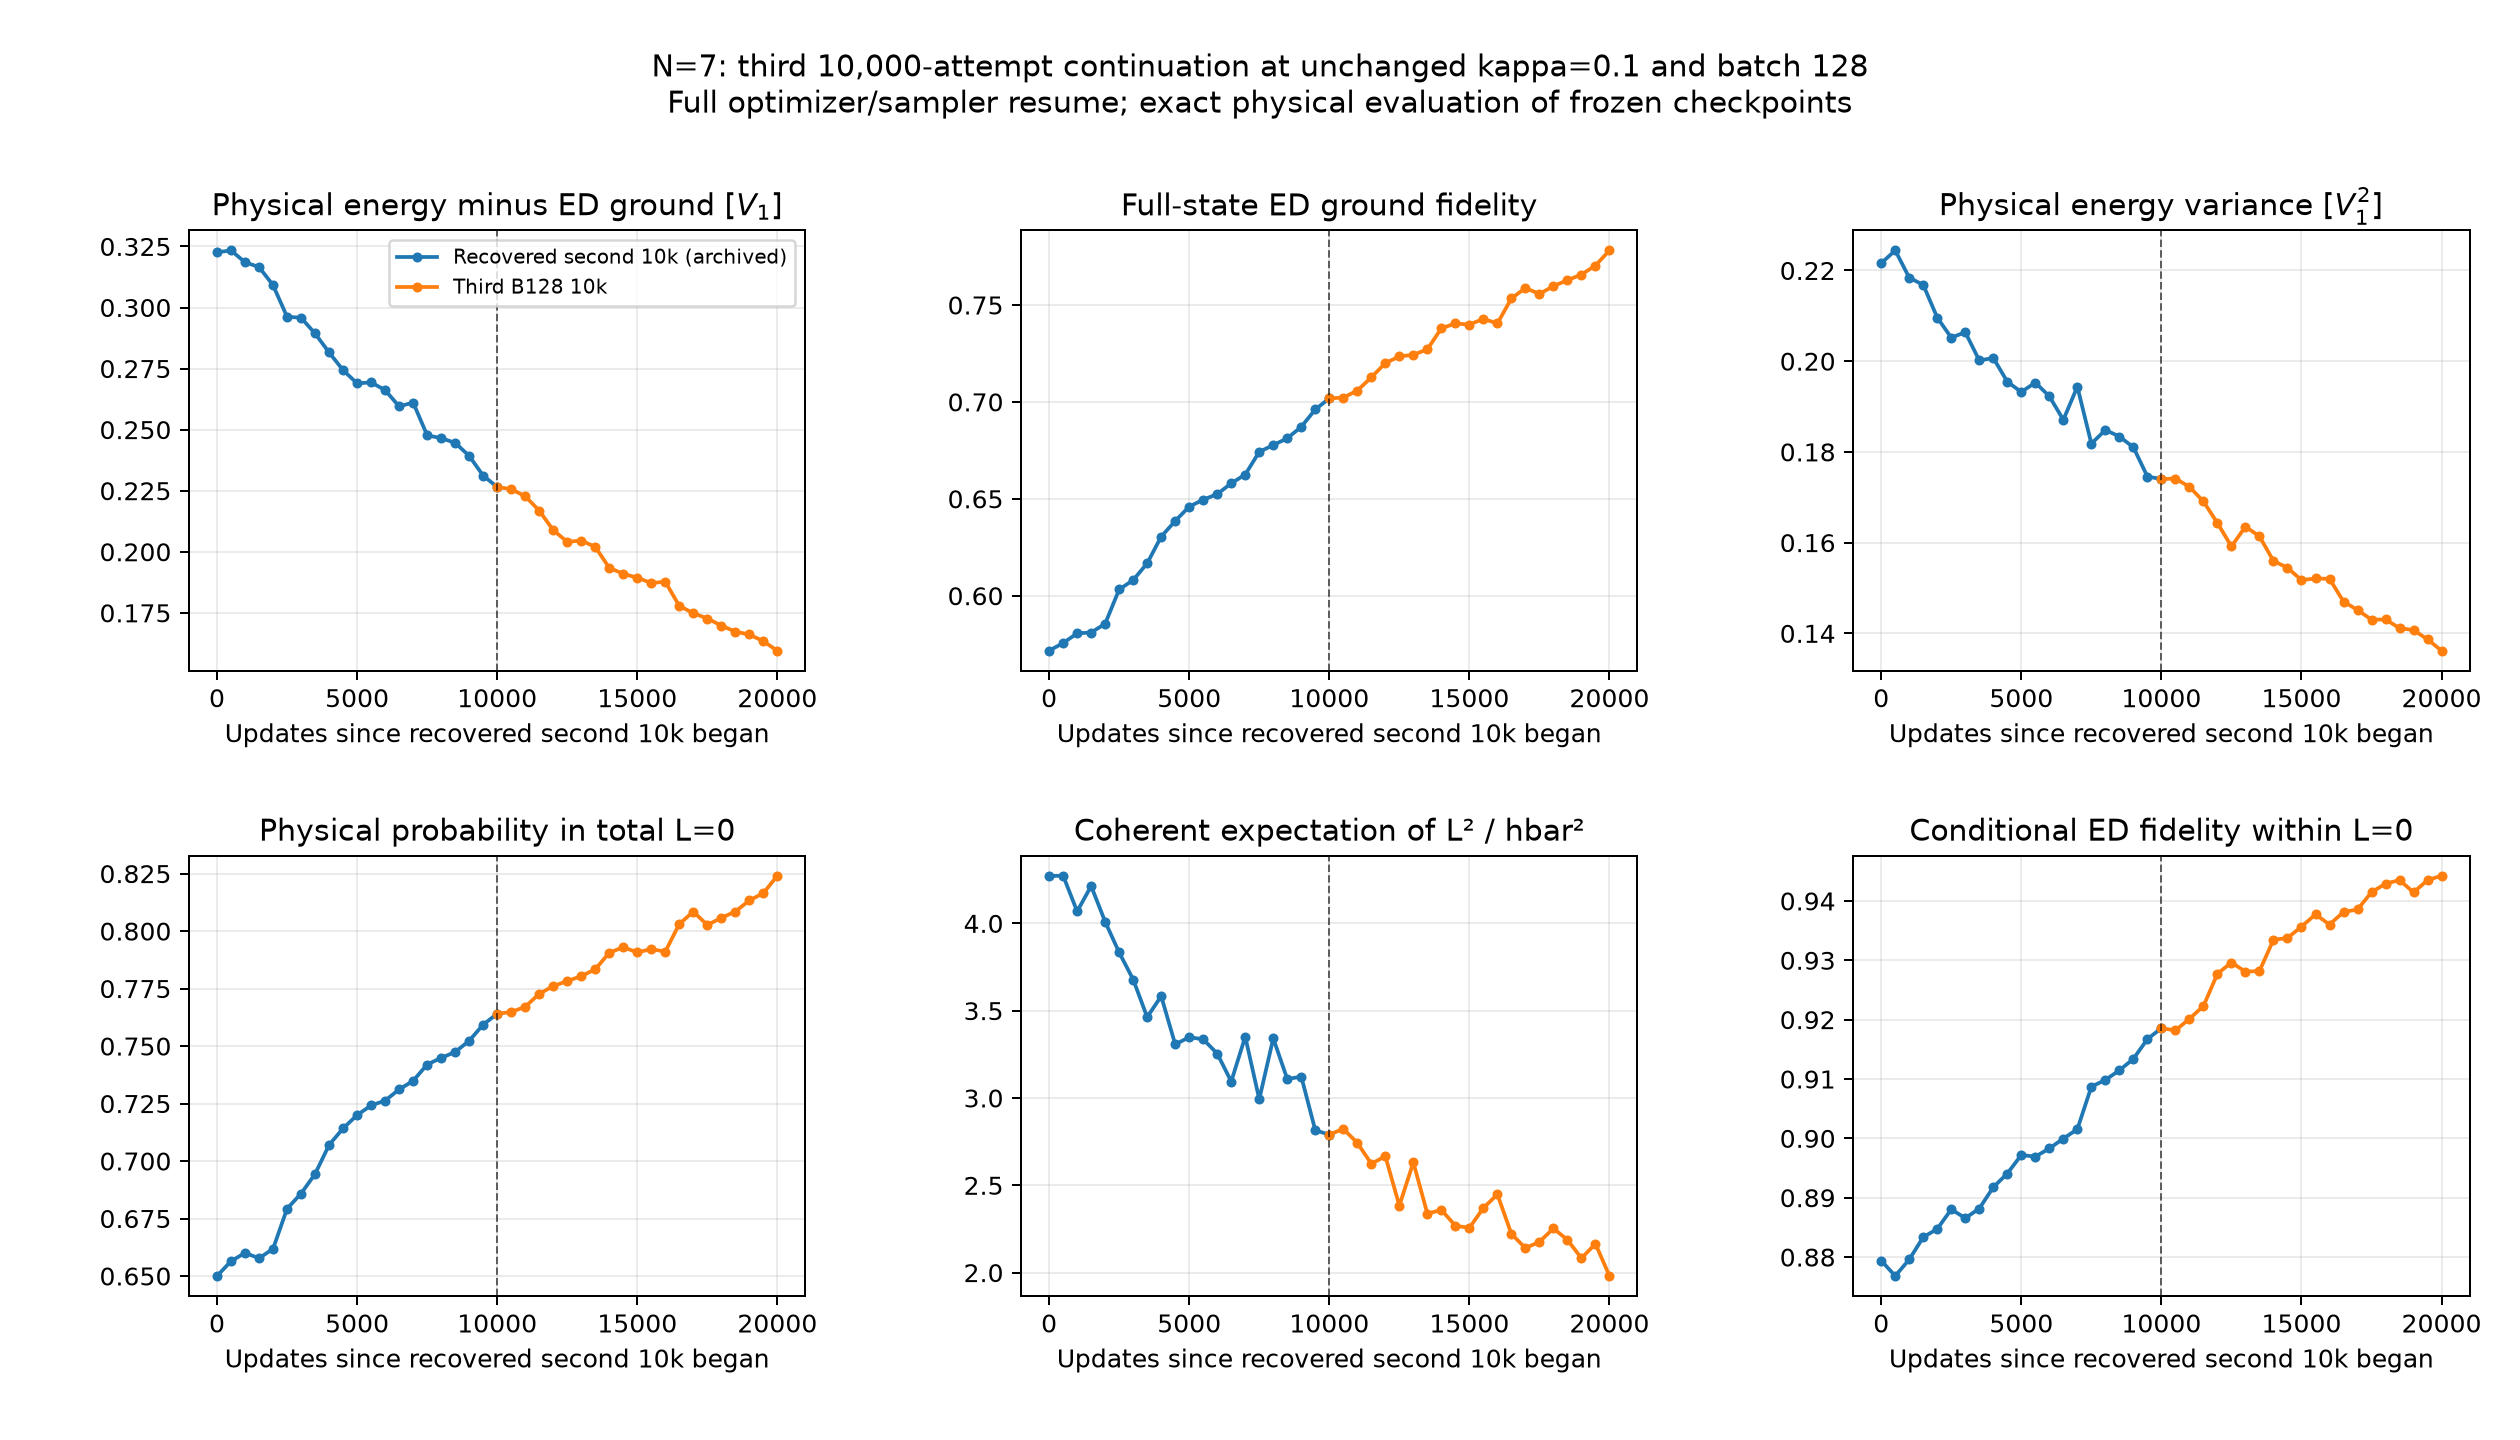 N=7: third 10,000-attempt continuation at unchanged kappa=0.1 and batch 128
Full optimizer/sampler resume; exact physical evaluation of frozen checkpoints
Physical energy minus ED ground [V₁]
0.325
0.300
0.275
0.250
0.225
0.200
0.175
Recovered second 10k (archived)
Third B128 10k
0 5000 10000 15000 20000
Updates since recovered second 10k began
Full-state ED ground fidelity
0.75
0.70
0.65
0.60
0 5000 10000 15000 20000
Updates since recovered second 10k began
Physical energy variance [V₁²]
0.22
0.20
0.18
0.16
0.14
0 5000 10000 15000 20000
Updates since recovered second 10k began
Physical probability in total L=0
0.825
0.800
0.775
0.750
0.725
0.700
0.675
0.650
0 5000 10000 15000 20000
Updates since recovered second 10k began
Coherent expectation of L² / hbar²
4.0
3.5
3.0
2.5
2.0
0 5000 10000 15000 20000
Updates since recovered second 10k began
Conditional ED fidelity within L=0
0.94
0.93
0.92
0.91
0.90
0.89
0.88
0 5000 10000 15000 20000
Updates since recovered second 10k began